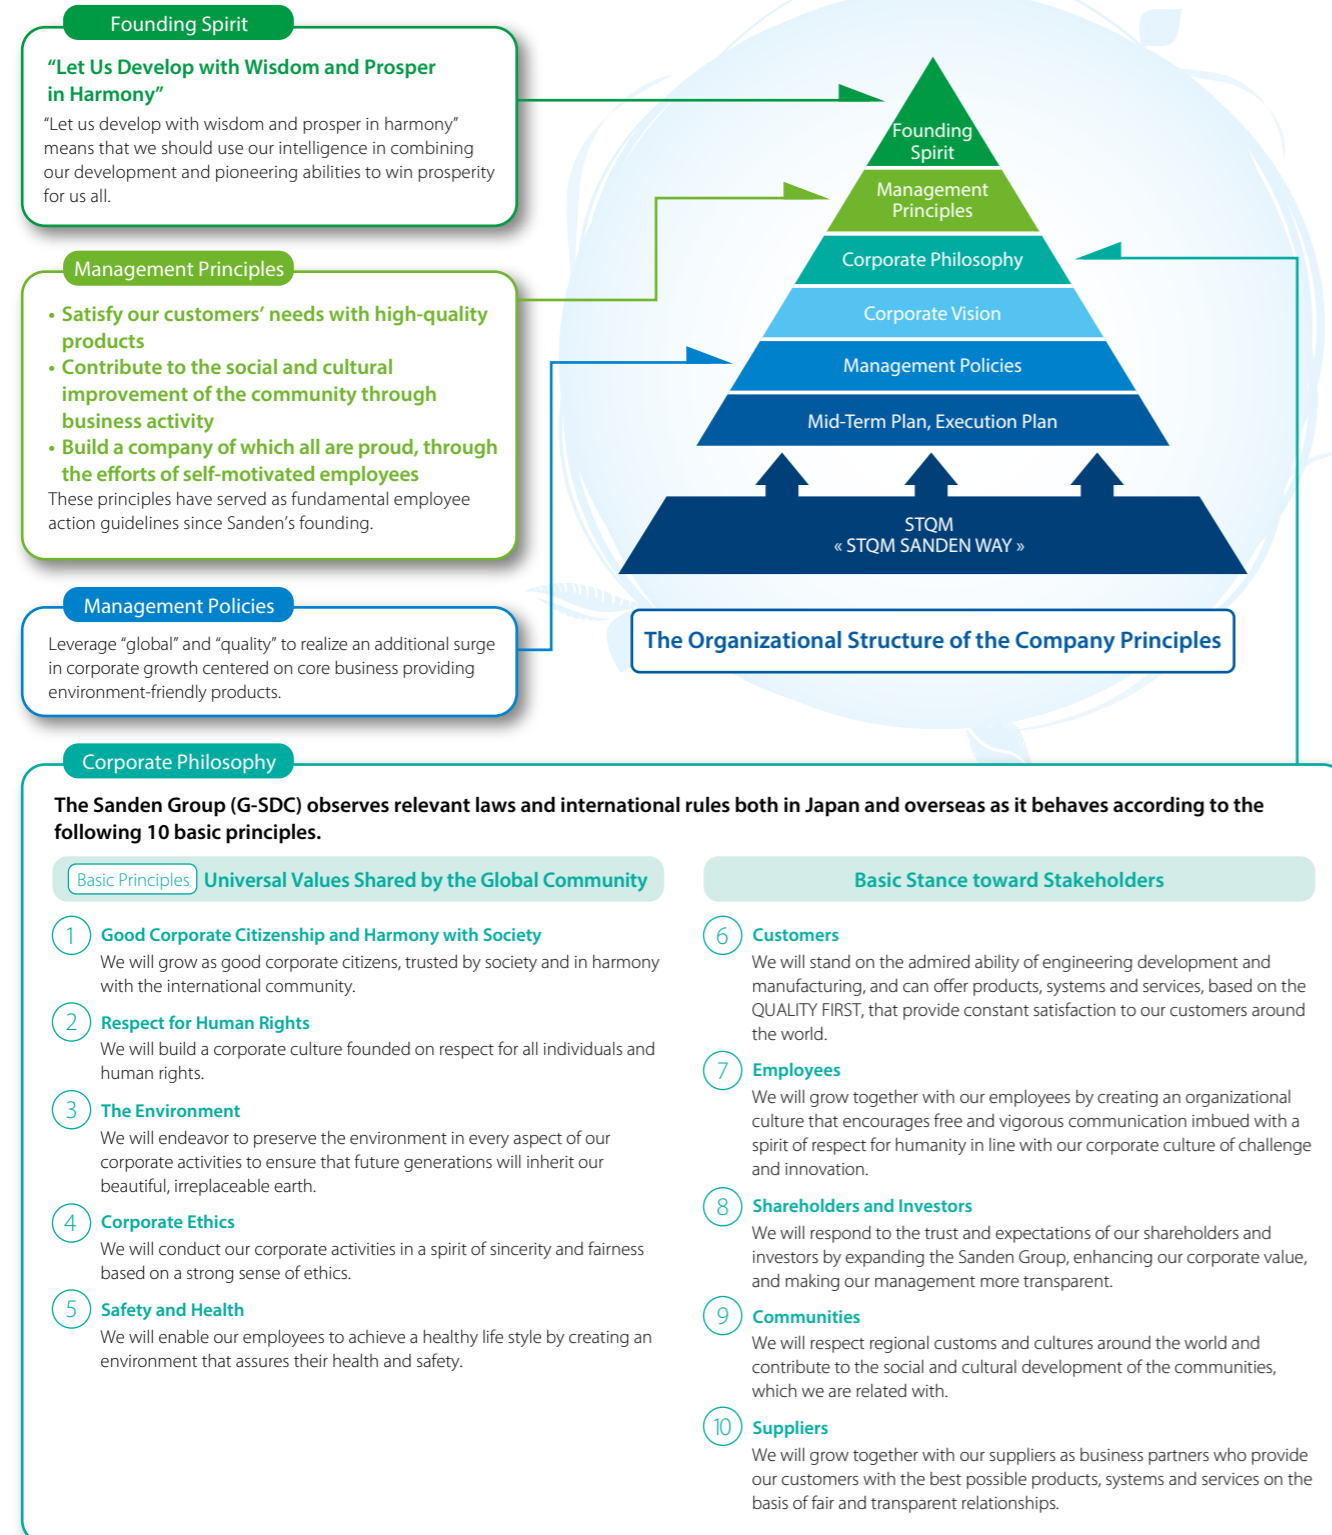 Founding Spirit
“Let Us Develop with Wisdom and Prosper
in Harmony”
“Let us develop with wisdom and prosper in harmony”
means that we should use our intelligence in combining
our development and pioneering abilities to win prosperity
for us all.
Management Principles
• Satisfy our customers’ needs with high-quality
products
• Contribute to the social and cultural
improvement of the community through
business activity
• Build a company of which all are proud, through
the efforts of self-motivated employees
These principles have served as fundamental employee
action guidelines since Sanden’s founding.
Management Policies
Leverage “global” and “quality” to realize an additional surge
in corporate growth centered on core business providing
environment-friendly products.
Founding
Spirit
Management
Principles
Corporate Philosophy
Corporate Vision
Management Policies
Mid-Term Plan, Execution Plan
STQM
« STQM SANDEN WAY »
The Organizational Structure of the Company Principles
Corporate Philosophy
The Sanden Group (G-SDC) observes relevant laws and international rules both in Japan and overseas as it behaves according to the
following 10 basic principles.
Basic Principles Universal Values Shared by the Global Community
1 Good Corporate Citizenship and Harmony with Society
We will grow as good corporate citizens, trusted by society and in harmony
with the international community.
2 Respect for Human Rights
We will build a corporate culture founded on respect for all individuals and
human rights.
3 The Environment
We will endeavor to preserve the environment in every aspect of our
corporate activities to ensure that future generations will inherit our
beautiful, irreplaceable earth.
4 Corporate Ethics
We will conduct our corporate activities in a spirit of sincerity and fairness
based on a strong sense of ethics.
5 Safety and Health
We will enable our employees to achieve a healthy life style by creating an
environment that assures their health and safety.
Basic Stance toward Stakeholders
6 Customers
We will stand on the admired ability of engineering development and
manufacturing, and can offer products, systems and services, based on the
QUALITY FIRST, that provide constant satisfaction to our customers around
the world.
7 Employees
We will grow together with our employees by creating an organizational
culture that encourages free and vigorous communication imbued with a
spirit of respect for humanity in line with our corporate culture of challenge
and innovation.
8 Shareholders and Investors
We will respond to the trust and expectations of our shareholders and
investors by expanding the Sanden Group, enhancing our corporate value,
and making our management more transparent.
9 Communities
We will respect regional customs and cultures around the world and
contribute to the social and cultural development of the communities,
which we are related with.
10 Suppliers
We will grow together with our suppliers as business partners who provide
our customers with the best possible products, systems and services on the
basis of fair and transparent relationships.